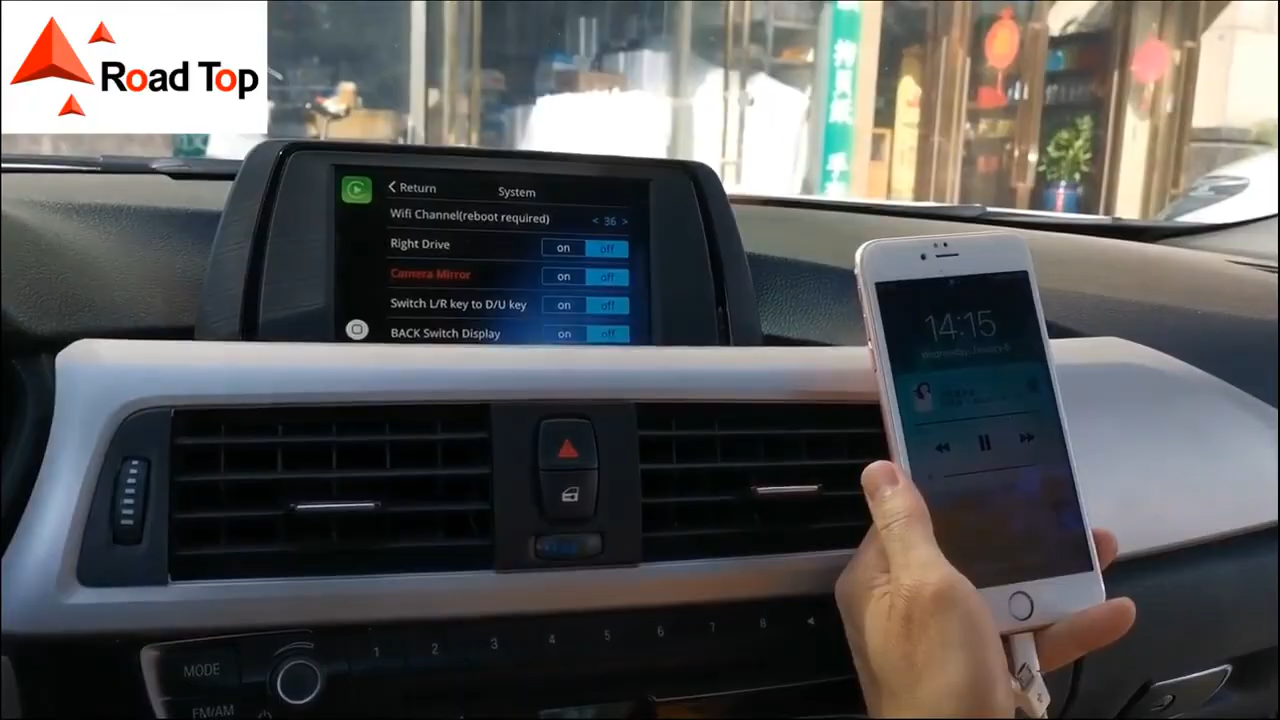 Road Top
Return
System
Wifi Channel(reboot required)
< 36 >
Right Drive
on
off
Camera Mirror
on
off
Switch L/R key to D/U key
on
off
BACK Switch Display
on
off
14:15
MODE
1
2
3
4
5
6
7
8
FM/AM